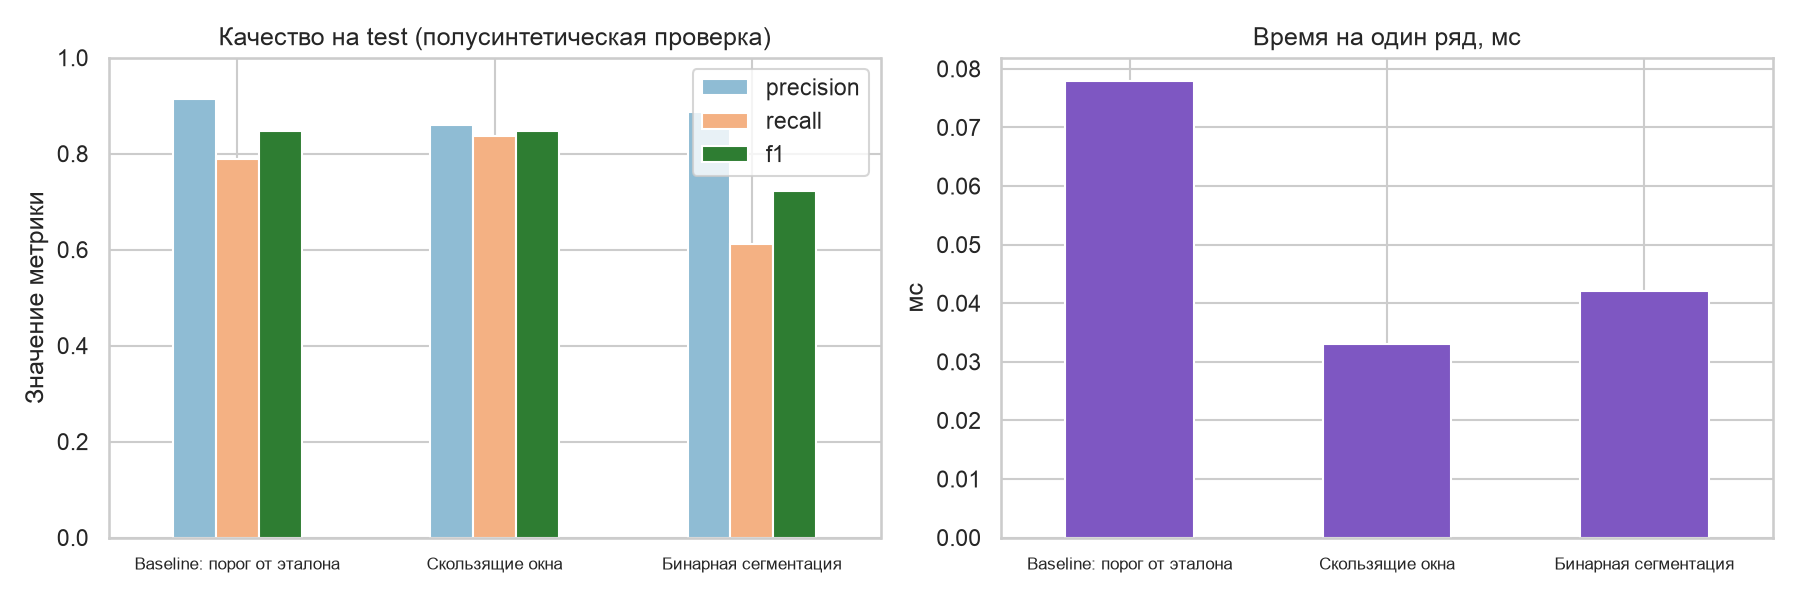 Качество на test (полусинтетическая проверка)
Значение метрики
1.0
0.8
0.6
0.4
0.2
0.0
precision
recall
f1
Baseline: порог от эталона
Скользящие окна
Бинарная сегментация
Время на один ряд, мс
мс
0.08
0.07
0.06
0.05
0.04
0.03
0.02
0.01
0.00
Baseline: порог от эталона
Скользящие окна
Бинарная сегментация